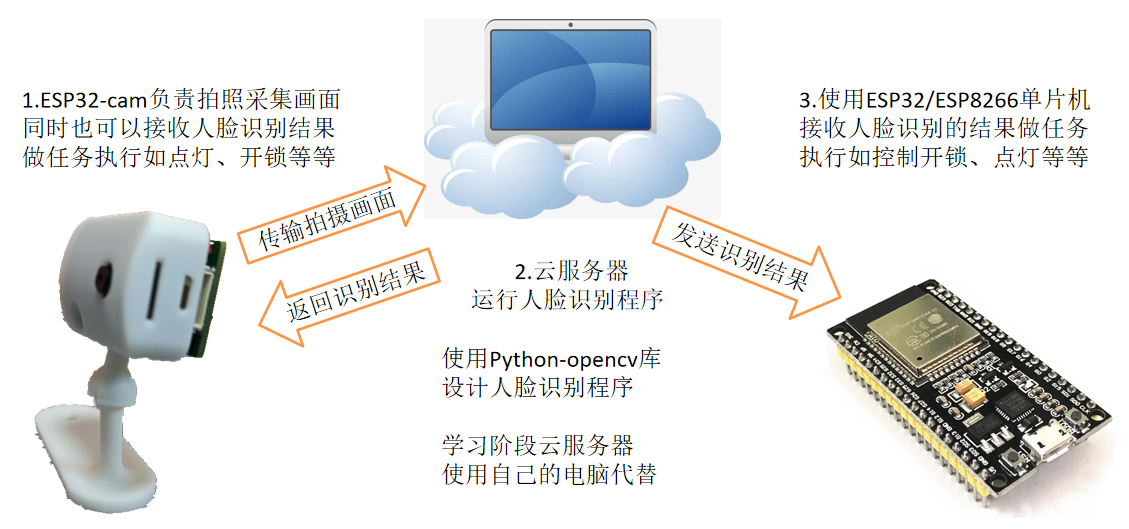 1.ESP32-cam负责拍照采集画面
同时也可以接收人脸识别结果
做任务执行如点灯、开锁等等
传输拍摄画面
返回识别结果
2.云服务器
运行人脸识别程序
使用Python-opencv库
设计人脸识别程序
学习阶段云服务器
使用自己的电脑代替
发送识别结果
3.使用ESP32/ESP8266单片机
接收人脸识别的结果做任务
执行如控制开锁、点灯等等